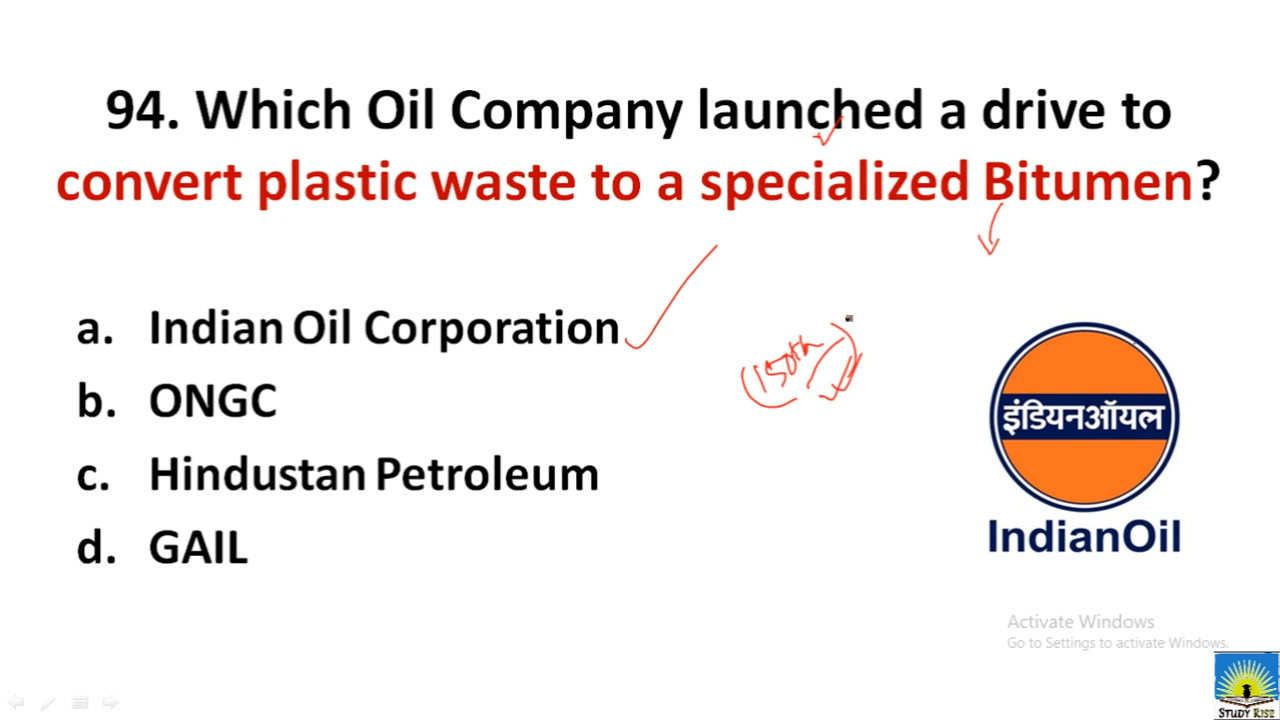 94. Which Oil Company launched a drive to
convert plastic waste to a specialized Bitumen?
a. Indian Oil Corporation
b. ONGC
c. Hindustan Petroleum
d. GAIL
(150th)
इंडियनऑयल
IndianOil
Activate Windows
Go to Settings to activate Windows.
STUDY RISE